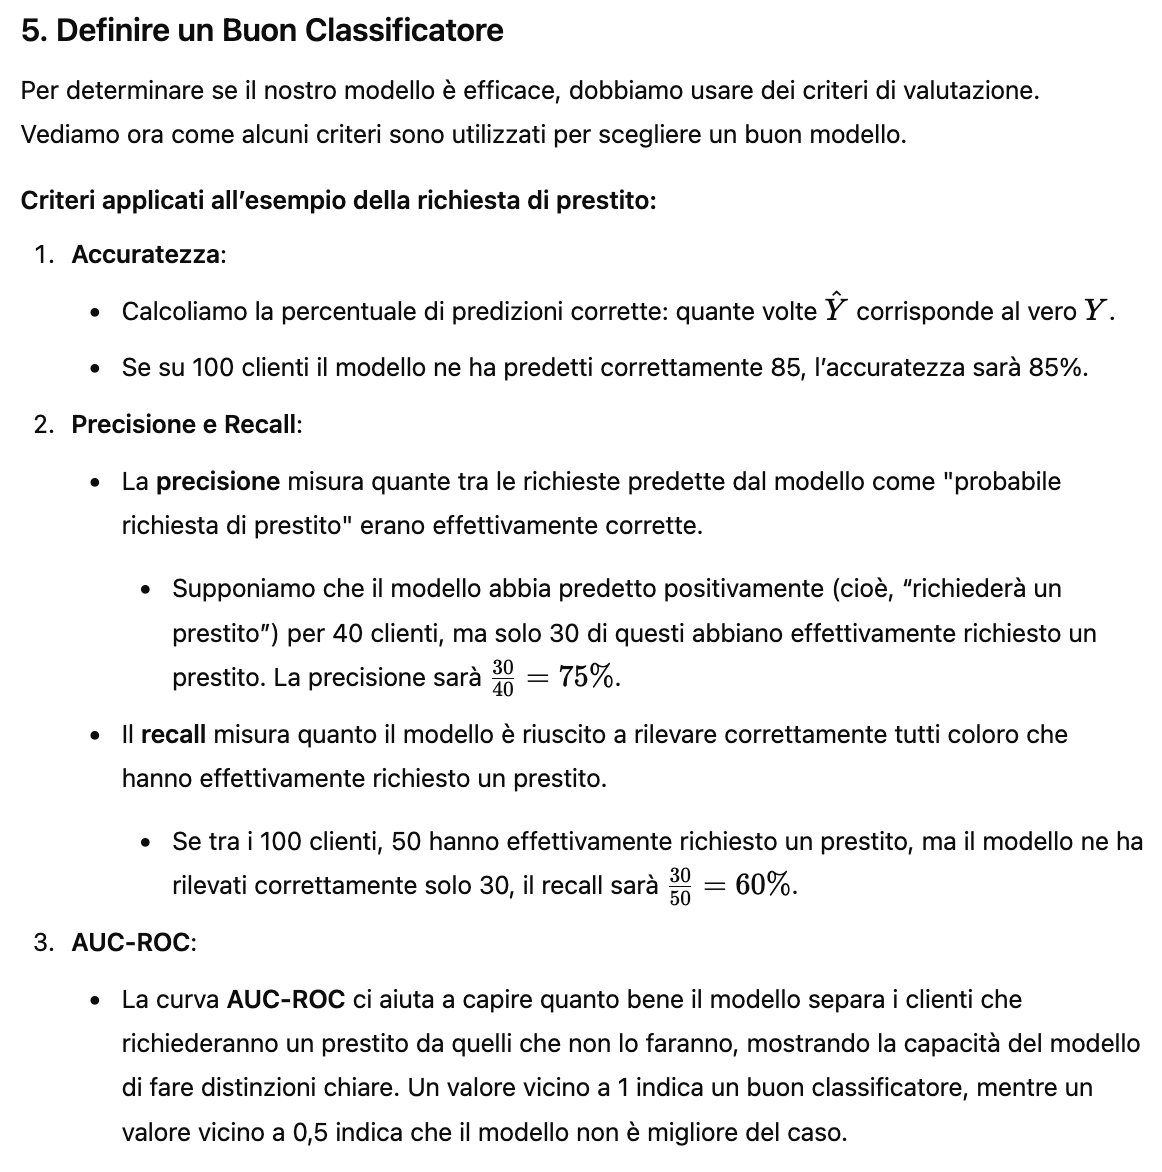 5. Definire un Buon Classificatore
Per determinare se il nostro modello è efficace, dobbiamo usare dei criteri di valutazione.
Vediamo ora come alcuni criteri sono utilizzati per scegliere un buon modello.
Criteri applicati all’esempio della richiesta di prestito:
1. Accuratezza:
• Calcoliamo la percentuale di predizioni corrette: quante volte Ŷ corrisponde al vero Y.
• Se su 100 clienti il modello ne ha predetti correttamente 85, l’accuratezza sarà 85%.
2. Precisione e Recall:
• La precisione misura quante tra le richieste predette dal modello come "probabile
richiesta di prestito" erano effettivamente corrette.
• Supponiamo che il modello abbia predetto positivamente (cioè, “richiederà un
prestito”) per 40 clienti, ma solo 30 di questi abbiano effettivamente richiesto un
prestito. La precisione sarà 30/40 = 75%.
• Il recall misura quanto il modello è riuscito a rilevare correttamente tutti coloro che
hanno effettivamente richiesto un prestito.
• Se tra i 100 clienti, 50 hanno effettivamente richiesto un prestito, ma il modello ne ha
rilevati correttamente solo 30, il recall sarà 30/50 = 60%.
3. AUC-ROC:
• La curva AUC-ROC ci aiuta a capire quanto bene il modello separa i clienti che
richiederanno un prestito da quelli che non lo faranno, mostrando la capacità del modello
di fare distinzioni chiare. Un valore vicino a 1 indica un buon classificatore, mentre un
valore vicino a 0,5 indica che il modello non è migliore del caso.